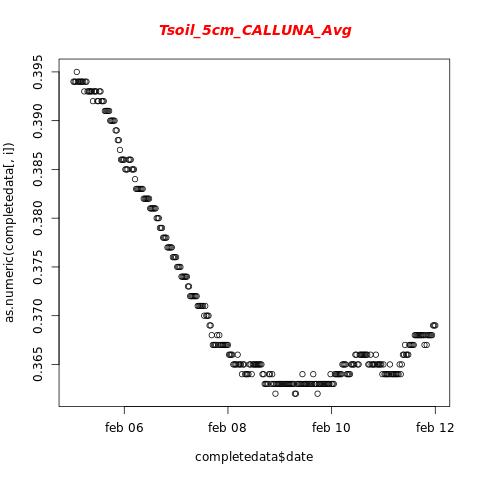 Tsoil_5cm_CALLUNA_Avg
as.numeric(completedata[, i])
0.395
0.390
0.385
0.380
0.375
0.370
0.365
feb 06 feb 08 feb 10 feb 12
completedata$date